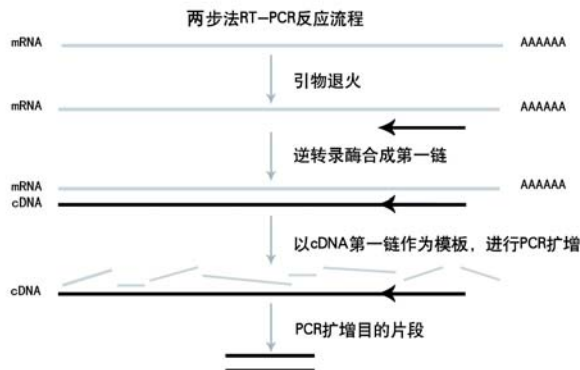 两步法RT-PCR反应流程
mRNA AAAAAA
引物退火
mRNA AAAAAA
逆转录酶合成第一链
mRNA AAAAAA
cDNA
以cDNA第一链作为模板，进行PCR扩增
cDNA
PCR扩增目的片段